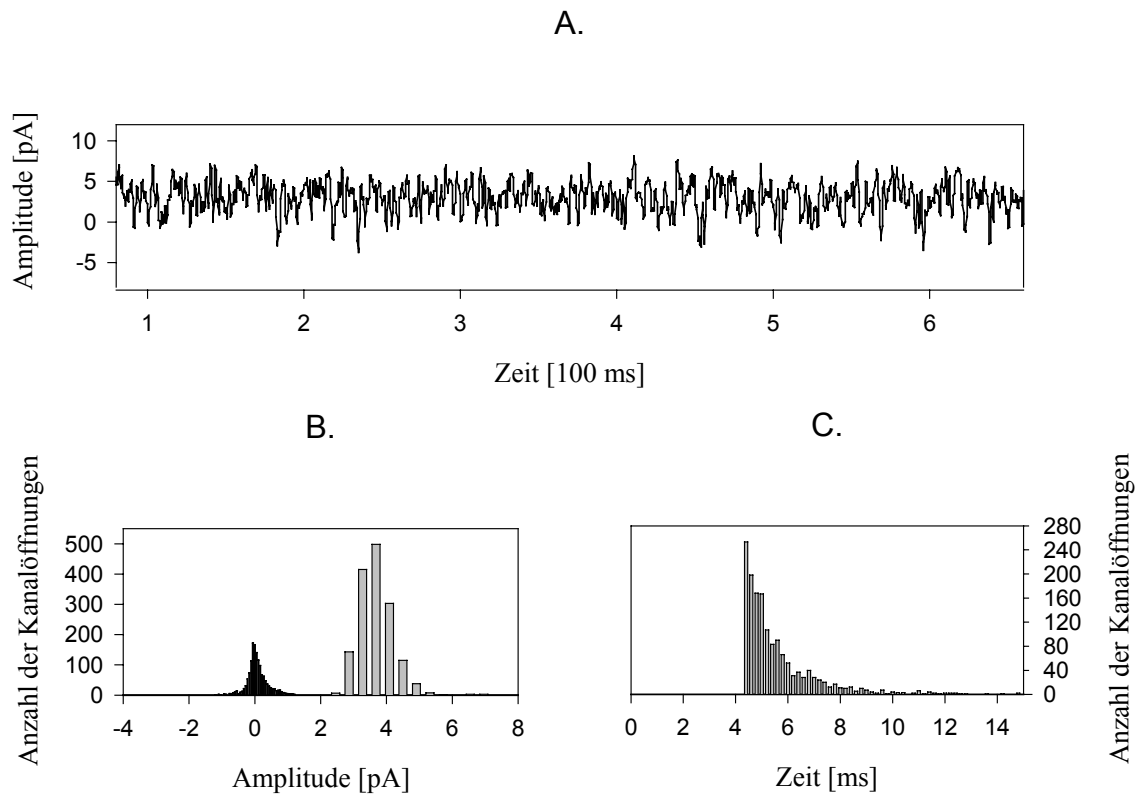 A.
Amplitude [pA]
10
5
0
-5
1 2 3 4 5 6
Zeit [100 ms]
B.
Anzahl der Kanalöffnungen
500
400
300
200
100
0
-4 -2 0 2 4 6 8
Amplitude [pA]
C.
280
240
200
160
120
80
40
0
0 2 4 6 8 10 12 14
Zeit [ms]
Anzahl der Kanalöffnungen